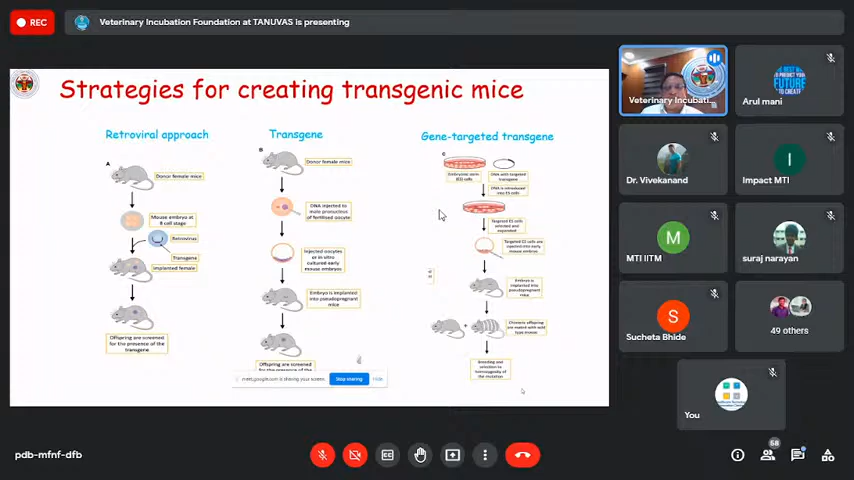 REC
Veterinary Incubation Foundation at TANUVAS is presenting
Strategies for creating transgenic mice
Retroviral approach
A
Donor female mice
Mouse embryo at
8 cell stage
Retrovirus
Transgene
Implanted female
Offspring are screened
for the presence of the
transgene
Transgene
B
Donor female mice
DNA injected to
male pronucleus
of fertilised oocyte
Injected oocytes
or in vitro
cultured early
mouse embryos
Embryo is implanted
into pseudopregnant
mice
Offspring are screened
for the presence of the
Gene-targeted transgene
C
Embryonic stem
(ES) cells
DNA with targeted
transgene
DNA is introduced
into ES cells
Targeted ES cells
selected and
expanded
Targeted ES cells are
injected into early
mouse embryo
Embryo is
implanted into
pseudopregnant
mice
+
Chimeric offspring
are mated with wild
type mouse
Breeding and
selection to
homozygosity of
the mutation
meet.google.com is sharing your screen.
Stop sharing
Hide
Veterinary Incubati...
Arul mani
Dr. Vivekanand
I
Impact MTI
M
MTI IITM
suraj narayan
S
Sucheta Bhide
49 others
You
pdb-mfnf-dfb
58